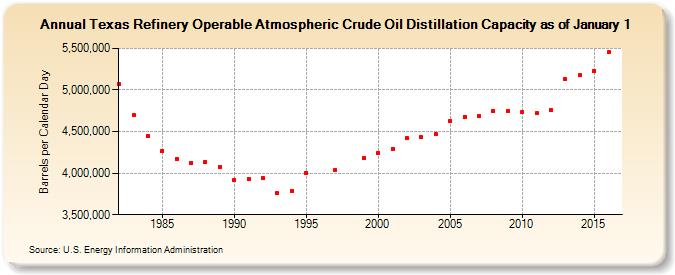 Annual Texas Refinery Operable Atmospheric Crude Oil Distillation Capacity as of January 1
Barrels per Calendar Day
5,500,000
5,000,000
4,500,000
4,000,000
3,500,000
1985 1990 1995 2000 2005 2010 2015
Source: U.S. Energy Information Administration